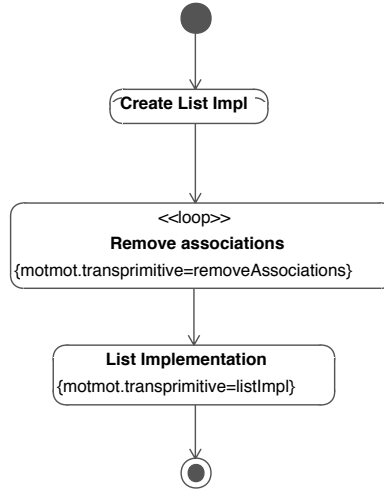 Create List Impl
<<loop>>
Remove associations
{motmot.transprimitive=removeAssociations}
List Implementation
{motmot.transprimitive=listImpl}